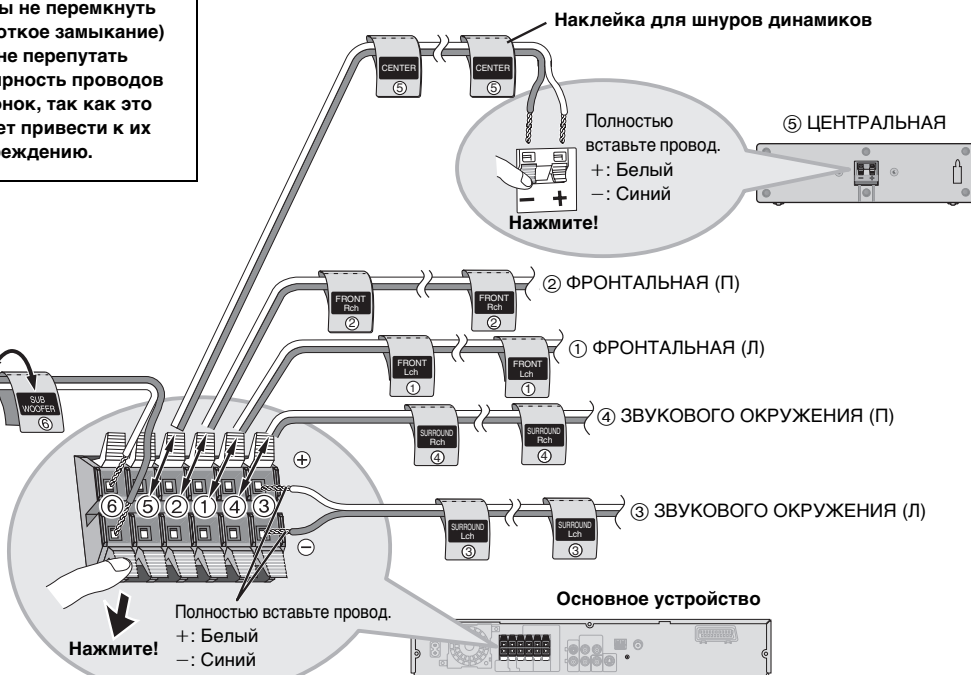 ы не перемкнуть
откое замыкание)
не перепутать
ярность проводов
онок, так как это
ет привести к их
реждению.
Наклейка для шнуров динамиков
CENTER
⑤
CENTER
⑤
Полностью
вставьте провод.
+: Белый
−: Синий
− +
Нажмите!
⑤ ЦЕНТРАЛЬНАЯ
− +
FRONT
Rch
②
FRONT
Rch
②
② ФРОНТАЛЬНАЯ (П)
FRONT
Lch
①
FRONT
Lch
①
① ФРОНТАЛЬНАЯ (Л)
SUB
WOOFER
⑥
SURROUND
Rch
④
SURROUND
Rch
④
④ ЗВУКОВОГО ОКРУЖЕНИЯ (П)
⊕
⑥ ⑤ ② ① ④ ③
⊖
SURROUND
Lch
③
SURROUND
Lch
③
③ ЗВУКОВОГО ОКРУЖЕНИЯ (Л)
Полностью вставьте провод.
+: Белый
−: Синий
Нажмите!
Основное устройство